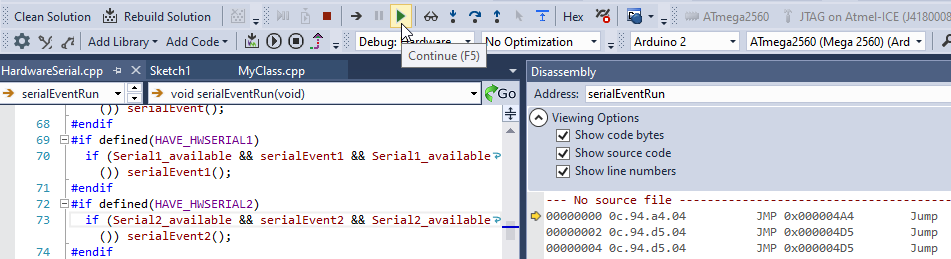 Clean Solution Rebuild Solution Hex ATmega2560 JTAG on Atmel-ICE (J4180008
Add Library Add Code Debug: Hardware No Optimization Arduino 2 ATmega2560 (Mega 2560) (Ard
Continue (F5)
HardwareSerial.cpp Sketch1 MyClass.cpp
serialEventRun void serialEventRun(void) Go
()) serialEvent();
68 #endif
69 #if defined(HAVE_HWSERIAL1)
70 if (Serial1_available && serialEvent1 && Serial1_available
()) serialEvent1();
71 #endif
72 #if defined(HAVE_HWSERIAL2)
73 if (Serial2_available && serialEvent2 && Serial2_available
()) serialEvent2();
74 #endif
Disassembly
Address: serialEventRun
Viewing Options
Show code bytes
Show source code
Show line numbers
--- No source file ------------------------------------
00000000 0c.94.a4.04 JMP 0x000004A4 Jump
00000002 0c.94.d5.04 JMP 0x000004D5 Jump
00000004 0c.94.d5.04 JMP 0x000004D5 Jump